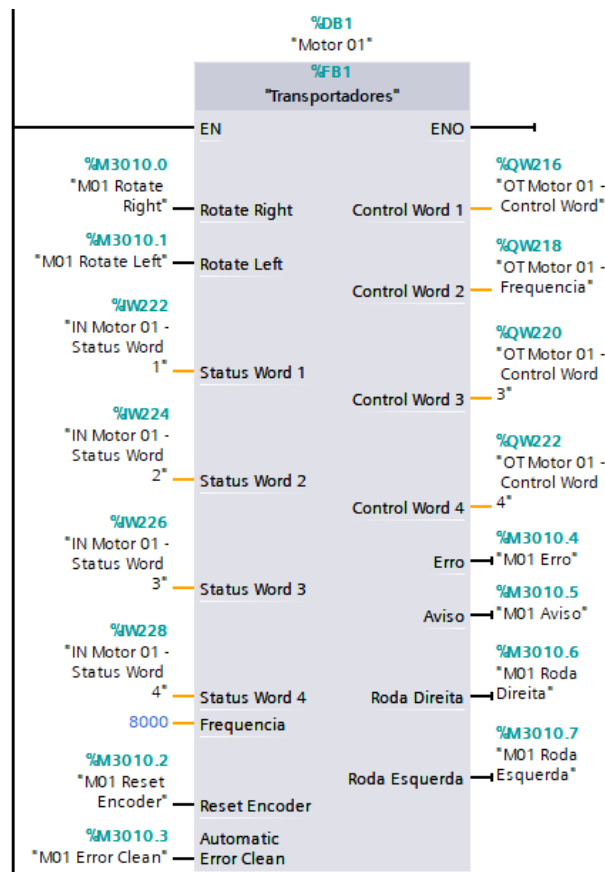 %DB1
"Motor 01"
%FB1
"Transportadores"
EN ENO
%M3010.0
"M01 Rotate
Right"
Rotate Right
%QW216
"OT Motor 01 -
Control Word"
Control Word 1
%M3010.1
"M01 Rotate Left"
Rotate Left
%QW218
"OT Motor 01 -
Frequencia"
Control Word 2
%IW222
"IN Motor 01 -
Status Word
1"
Status Word 1
%QW220
"OT Motor 01 -
Control Word
3"
Control Word 3
%IW224
"IN Motor 01 -
Status Word
2"
Status Word 2
%QW222
"OT Motor 01 -
Control Word
4"
Control Word 4
%IW226
"IN Motor 01 -
Status Word
3"
Status Word 3
%M3010.4
"M01 Erro"
Erro
%M3010.5
"M01 Aviso"
Aviso
%IW228
"IN Motor 01 -
Status Word
4"
Status Word 4
%M3010.6
"M01 Roda
Direita"
Roda Direita
8000
Frequencia
%M3010.7
"M01 Roda
Esquerda"
Roda Esquerda
%M3010.2
"M01 Reset
Encoder"
Reset Encoder
%M3010.3
"M01 Error Clean"
Automatic
Error Clean